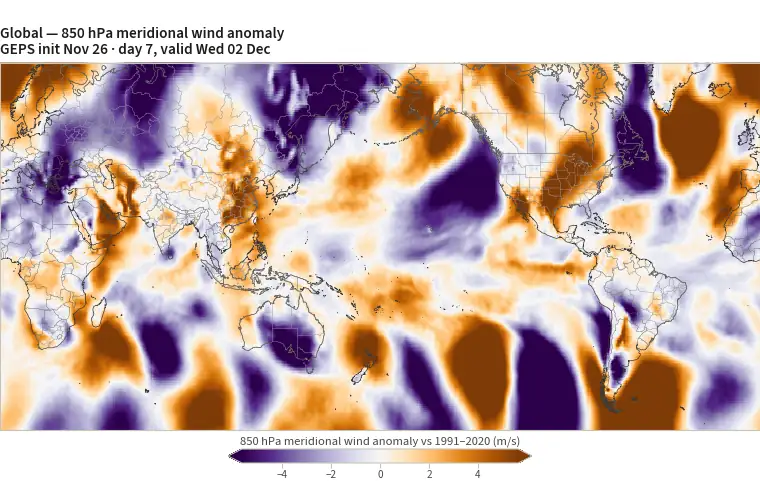 Global — 850 hPa meridional wind anomaly
GEPS init Nov 26 · day 7, valid Wed 02 Dec
850 hPa meridional wind anomaly vs 1991–2020 (m/s)
−4 −2 0 2 4